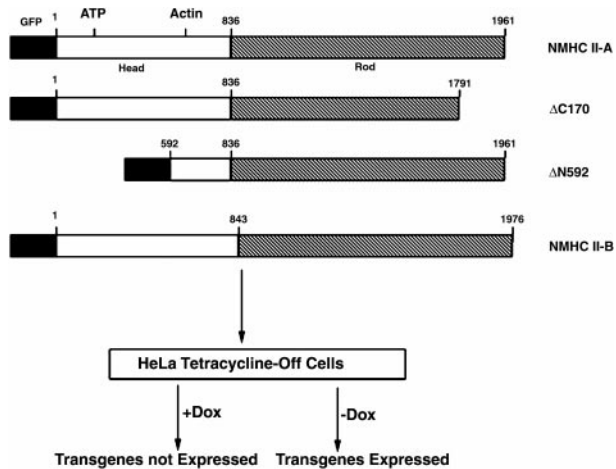 GFP 1 ATP Actin 836 1961
NMHC II-A
Head Rod
1 836 1791
ΔC170
592 836 1961
ΔN592
1 843 1976
NMHC II-B
HeLa Tetracycline-Off Cells
+Dox -Dox
Transgenes not Expressed Transgenes Expressed